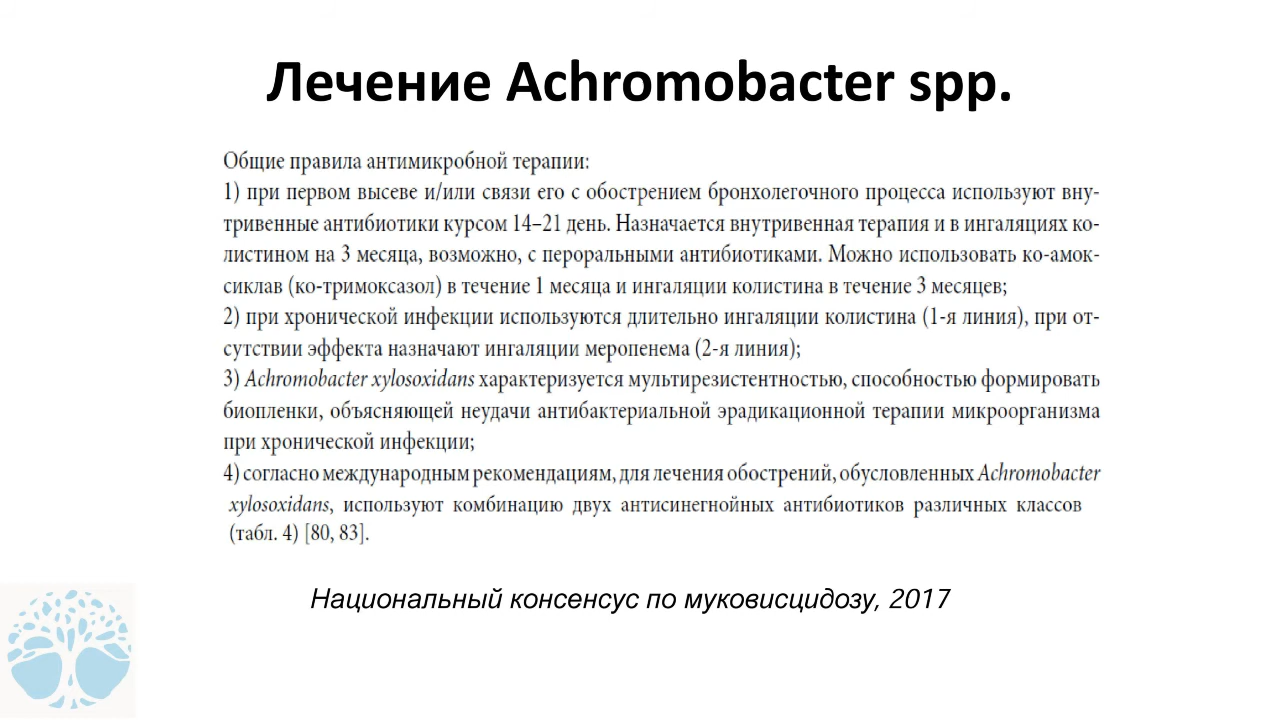 Лечение Achromobacter spp.
Общие правила антимикробной терапии:
1) при первом высеве и/или связи его с обострением бронхолегочного процесса используют вну-
тривенные антибиотики курсом 14–21 день. Назначается внутривенная терапия и в ингаляциях ко-
листином на 3 месяца, возможно, с пероральными антибиотиками. Можно использовать ко-амок-
сиклав (ко-тримоксазол) в течение 1 месяца и ингаляции колистина в течение 3 месяцев;
2) при хронической инфекции используются длительно ингаляции колистина (1-я линия), при от-
сутствии эффекта назначают ингаляции меропенема (2-я линия);
3) Achromobacter xylosoxidans характеризуется мультирезистентностью, способностью формировать
биопленки, объясняющей неудачи антибактериальной эрадикационной терапии микроорганизма
при хронической инфекции;
4) согласно международным рекомендациям, для лечения обострений, обусловленных Achromobacter
xylosoxidans, используют комбинацию двух антисинегнойных антибиотиков различных классов
(табл. 4) [80, 83].
Национальный консенсус по муковисцидозу, 2017